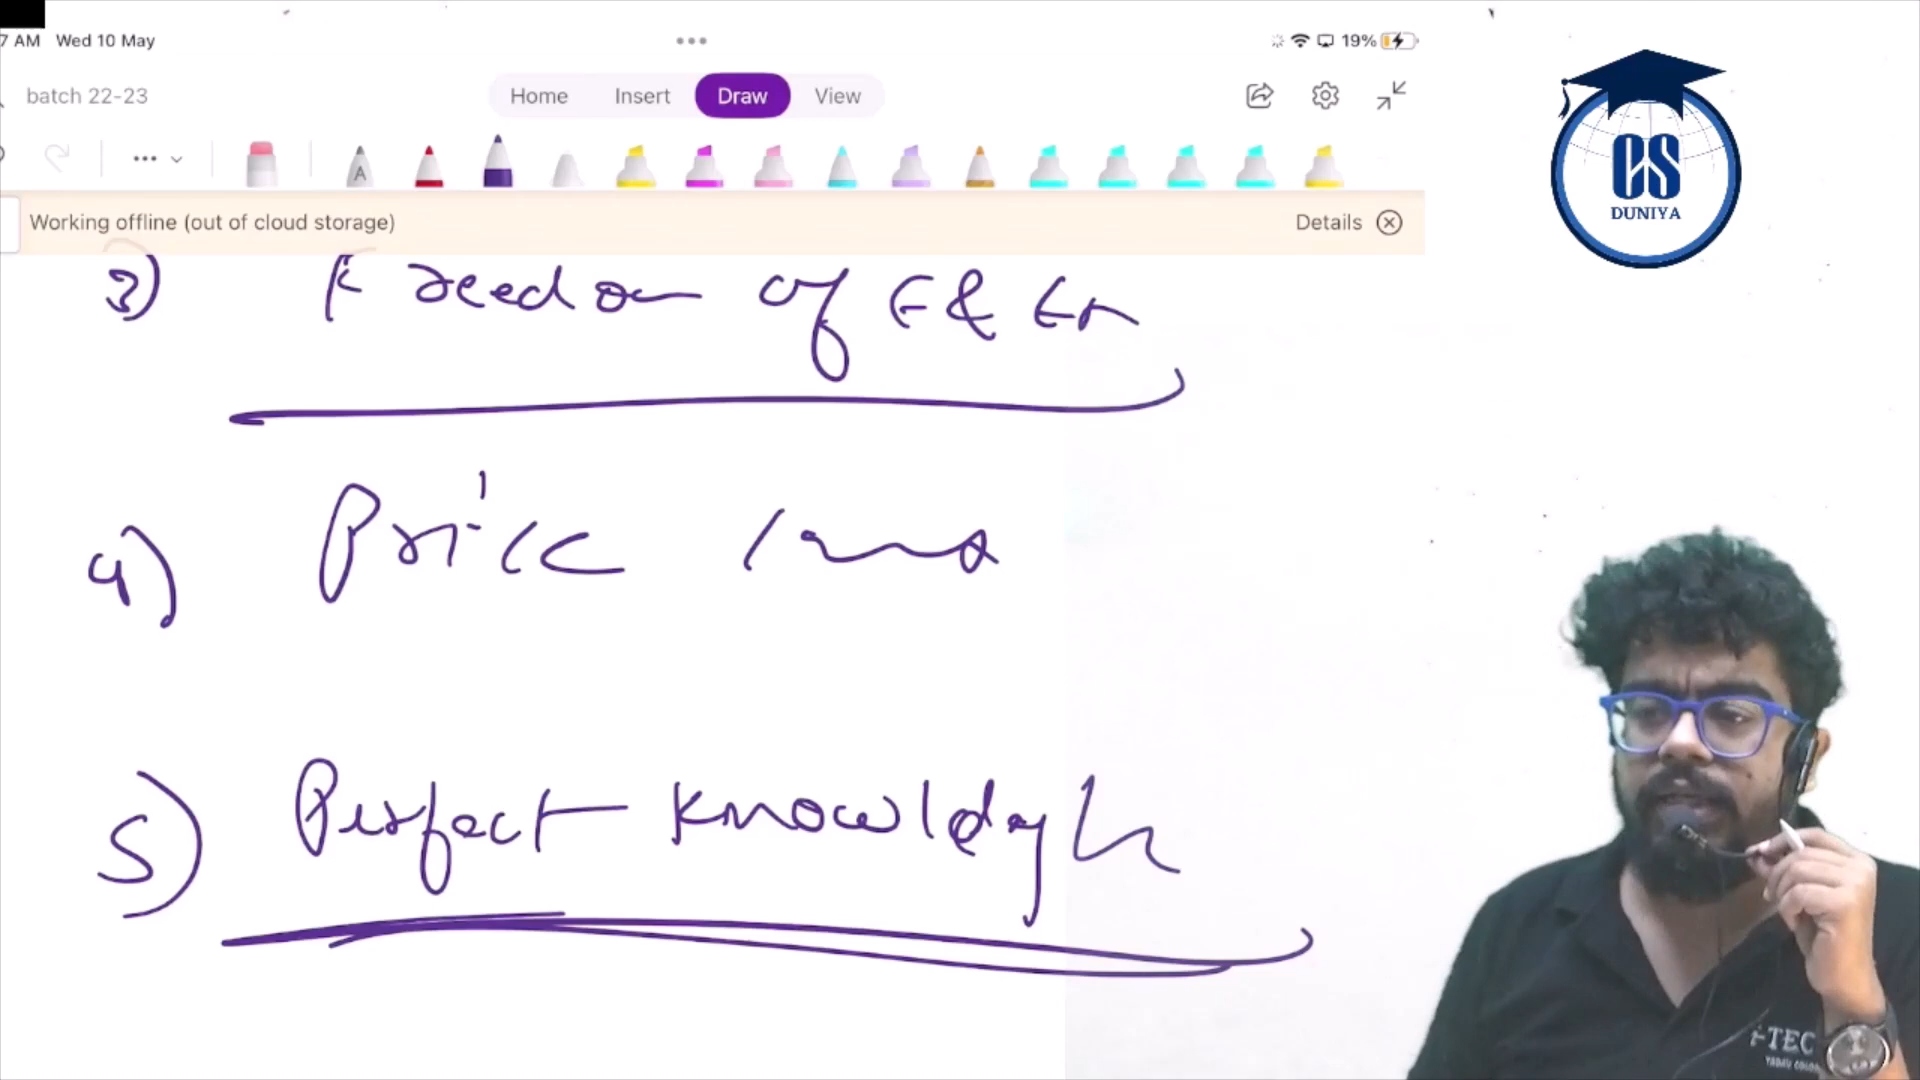 7 AM Wed 10 May
19%
batch 22-23
Home Insert Draw View
A
Working offline (out of cloud storage) Details
CS
DUNIYA
3) Freedom of E & Ex
4) Price
5) Perfect Knowledge
i-TEC